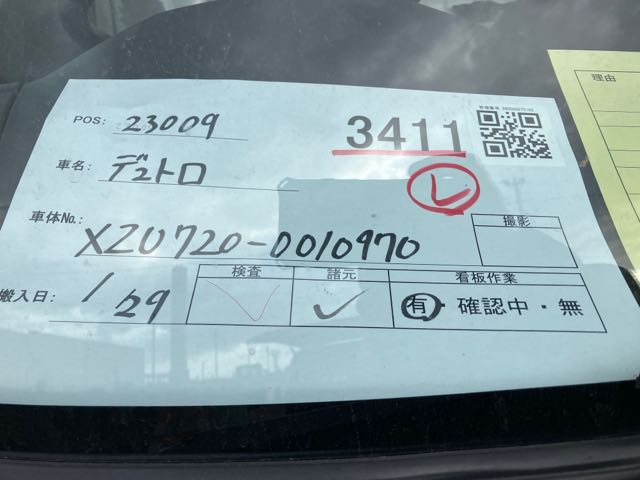 POS: 23009
3411
車名: デュトロ
レ
車体No.: XZU720-0010970
撮影
搬入日: 1/29
検査 諸元 看板作業
有・確認中・無
理由